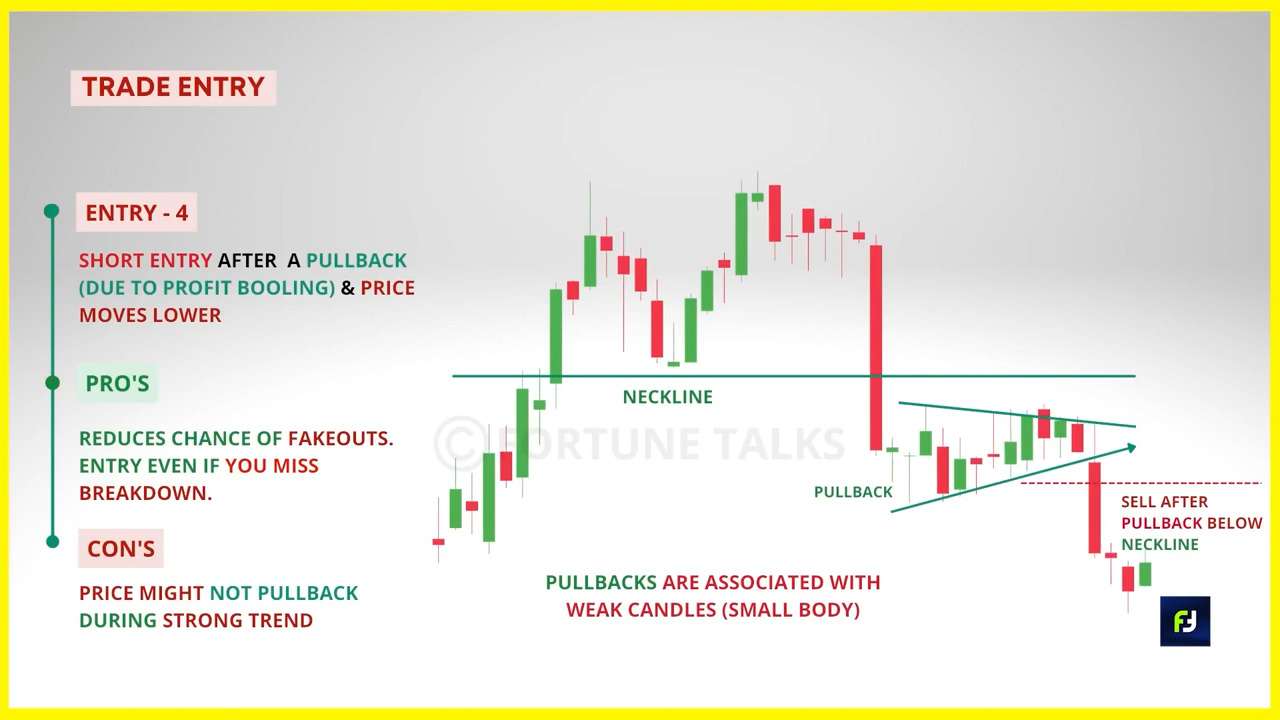 TRADE ENTRY
ENTRY - 4
SHORT ENTRY AFTER A PULLBACK
(DUE TO PROFIT BOOLING) & PRICE
MOVES LOWER
PRO'S
REDUCES CHANCE OF FAKEOUTS.
ENTRY EVEN IF YOU MISS
BREAKDOWN.
CON'S
PRICE MIGHT NOT PULLBACK
DURING STRONG TREND
NECKLINE
© FORTUNE TALKS
PULLBACK
SELL AFTER
PULLBACK BELOW
NECKLINE
PULLBACKS ARE ASSOCIATED WITH
WEAK CANDLES (SMALL BODY)